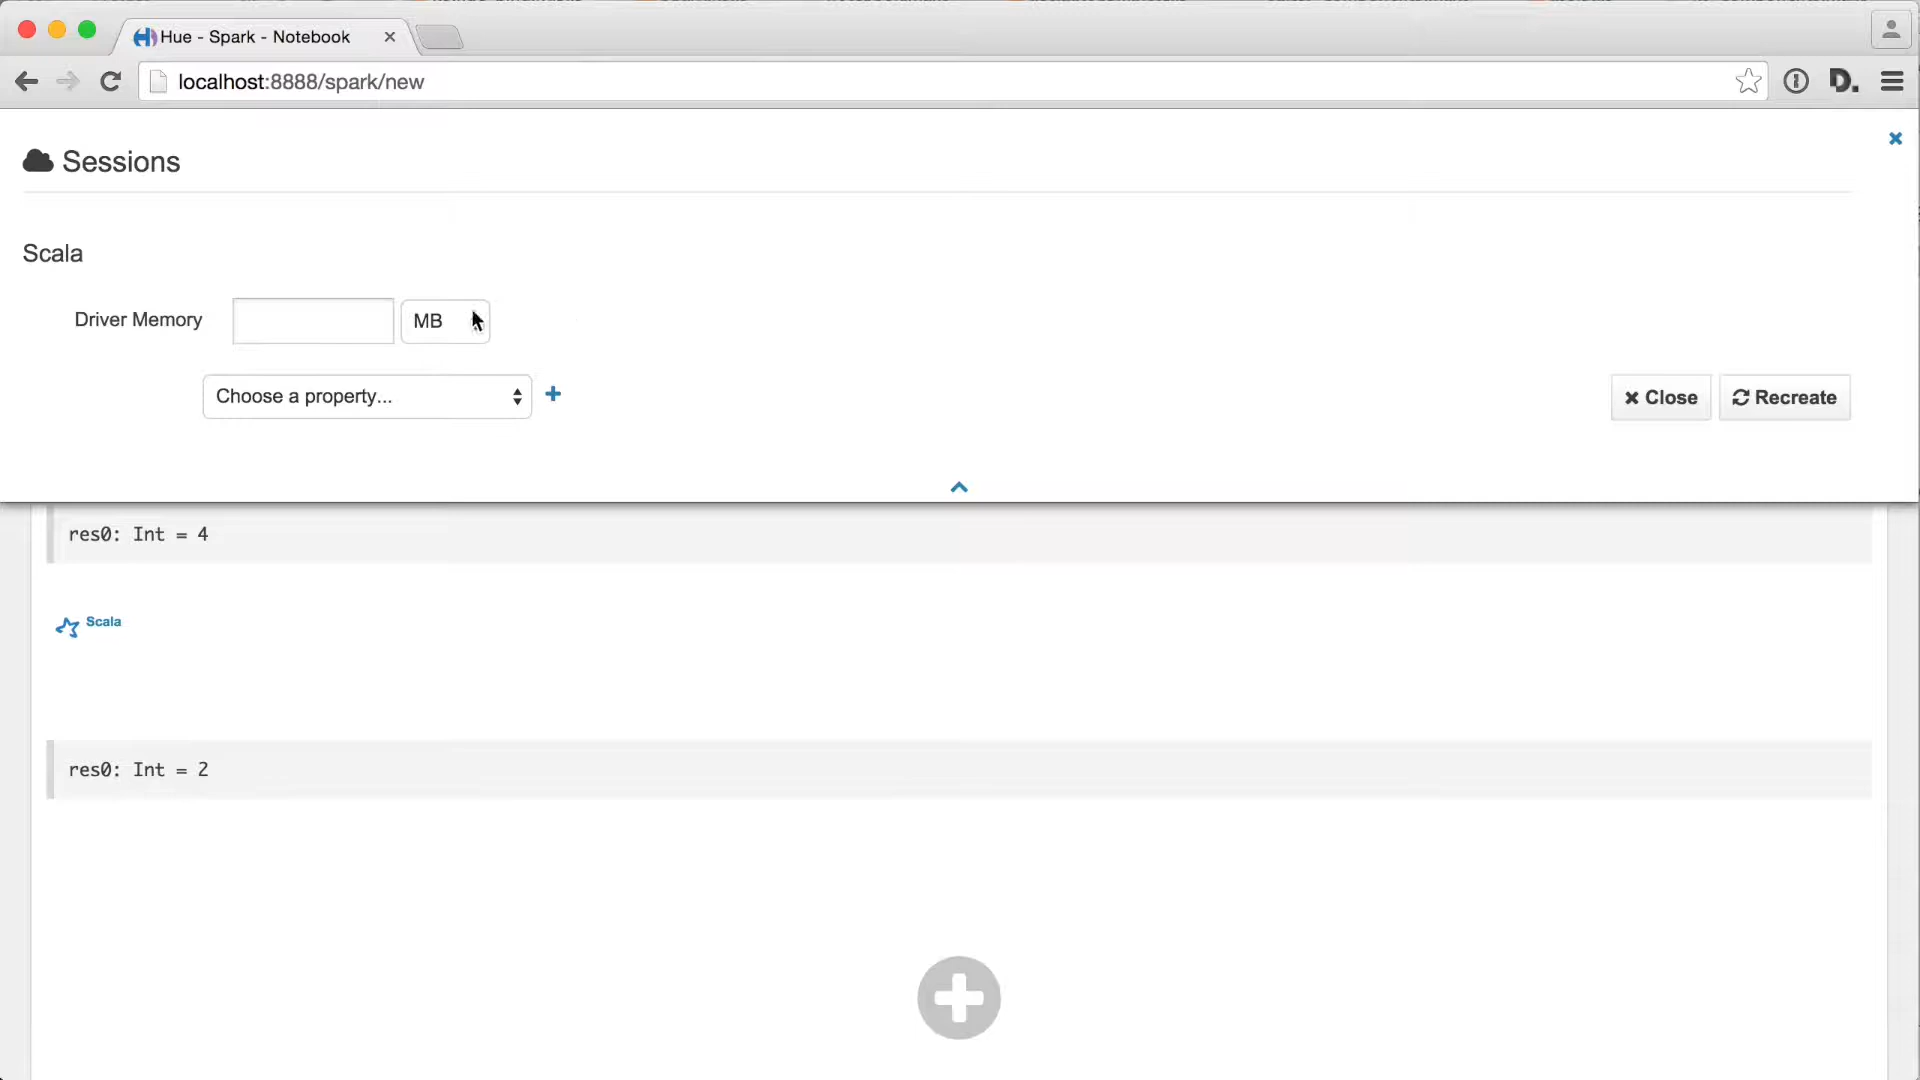 Hue - Spark - Notebook
localhost:8888/spark/new
Sessions
Scala
Driver Memory
MB
Choose a property...
Close
Recreate
res0: Int = 4
Scala
res0: Int = 2